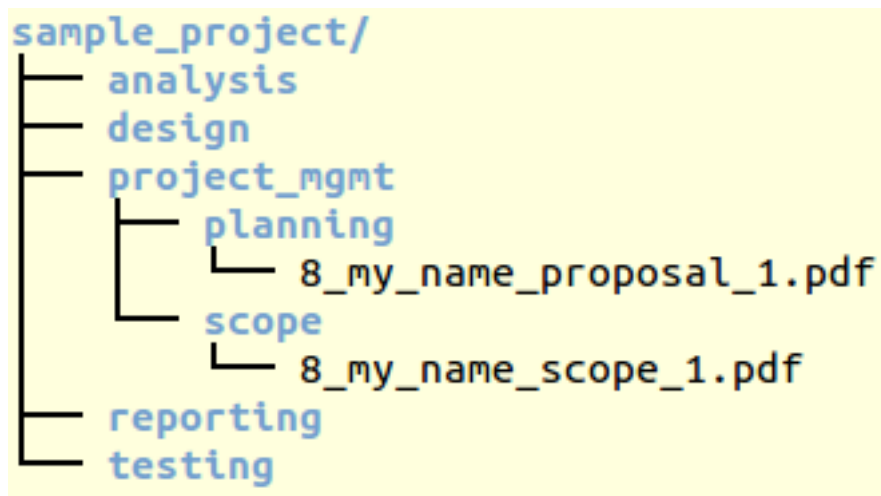 sample_project/
analysis
design
project_mgmt
planning
8_my_name_proposal_1.pdf
scope
8_my_name_scope_1.pdf
reporting
testing